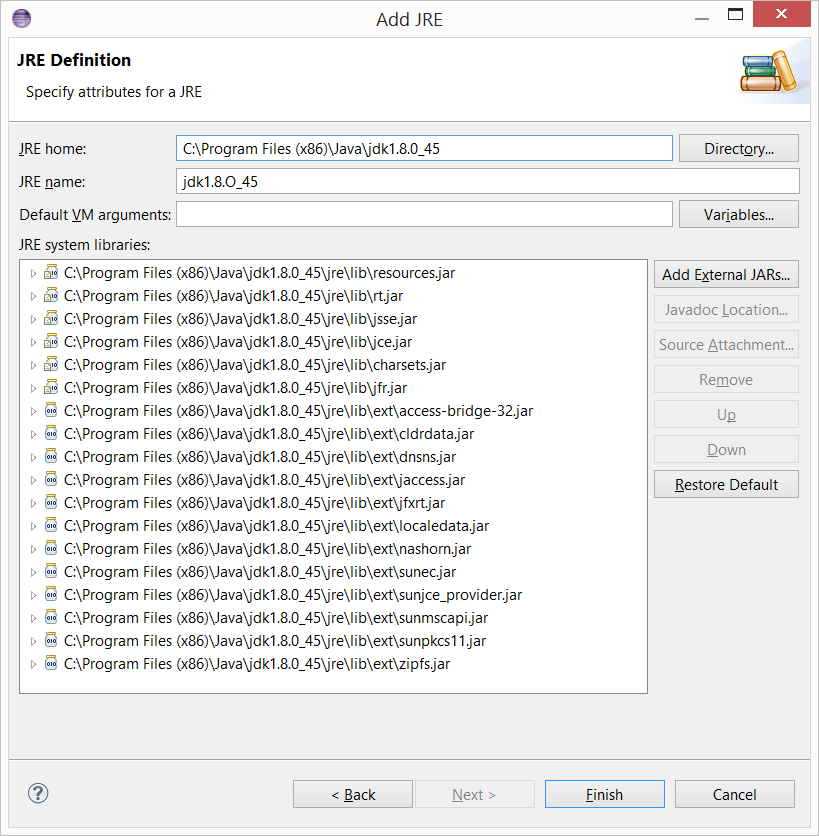 Add JRE
JRE Definition
Specify attributes for a JRE
JRE home: C:\Program Files (x86)\Java\jdk1.8.0_45 Directory...
JRE name: jdk1.8.O_45
Default VM arguments: Variables...
JRE system libraries:
C:\Program Files (x86)\Java\jdk1.8.0_45\jre\lib\resources.jar
C:\Program Files (x86)\Java\jdk1.8.0_45\jre\lib\rt.jar
C:\Program Files (x86)\Java\jdk1.8.0_45\jre\lib\jsse.jar
C:\Program Files (x86)\Java\jdk1.8.0_45\jre\lib\jce.jar
C:\Program Files (x86)\Java\jdk1.8.0_45\jre\lib\charsets.jar
C:\Program Files (x86)\Java\jdk1.8.0_45\jre\lib\jfr.jar
C:\Program Files (x86)\Java\jdk1.8.0_45\jre\lib\ext\access-bridge-32.jar
C:\Program Files (x86)\Java\jdk1.8.0_45\jre\lib\ext\cldrdata.jar
C:\Program Files (x86)\Java\jdk1.8.0_45\jre\lib\ext\dnsns.jar
C:\Program Files (x86)\Java\jdk1.8.0_45\jre\lib\ext\jaccess.jar
C:\Program Files (x86)\Java\jdk1.8.0_45\jre\lib\ext\jfxrt.jar
C:\Program Files (x86)\Java\jdk1.8.0_45\jre\lib\ext\localedata.jar
C:\Program Files (x86)\Java\jdk1.8.0_45\jre\lib\ext\nashorn.jar
C:\Program Files (x86)\Java\jdk1.8.0_45\jre\lib\ext\sunec.jar
C:\Program Files (x86)\Java\jdk1.8.0_45\jre\lib\ext\sunjce_provider.jar
C:\Program Files (x86)\Java\jdk1.8.0_45\jre\lib\ext\sunmscapi.jar
C:\Program Files (x86)\Java\jdk1.8.0_45\jre\lib\ext\sunpkcs11.jar
C:\Program Files (x86)\Java\jdk1.8.0_45\jre\lib\ext\zipfs.jar
Add External JARs...
Javadoc Location...
Source Attachment...
Remove
Up
Down
Restore Default
? < Back Next > Finish Cancel